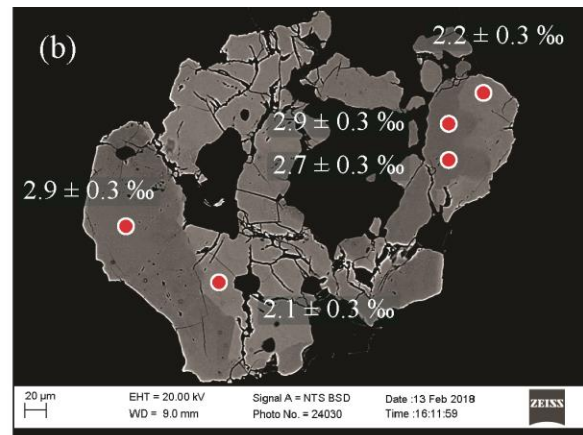 (b)
2.2 ± 0.3 ‰
2.9 ± 0.3 ‰
2.7 ± 0.3 ‰
2.9 ± 0.3 ‰
2.1 ± 0.3 ‰
20 µm
EHT = 20.00 kV
Signal A = NTS BSD
Date :13 Feb 2018
WD = 9.0 mm
Photo No. = 24030
Time :16:11:59
ZEISS